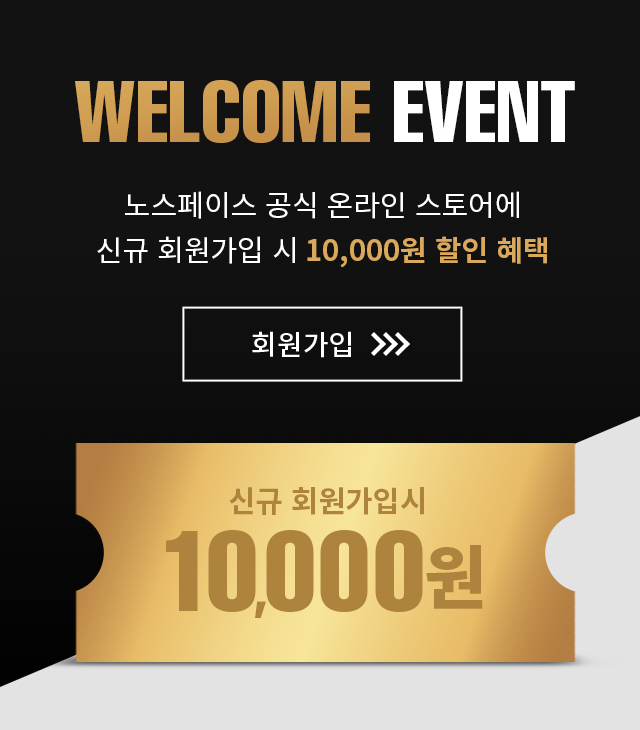 WELCOME EVENT
노스페이스 공식 온라인 스토어에
신규 회원가입 시 10,000원 할인 혜택
회원가입
신규 회원가입시
10,000원